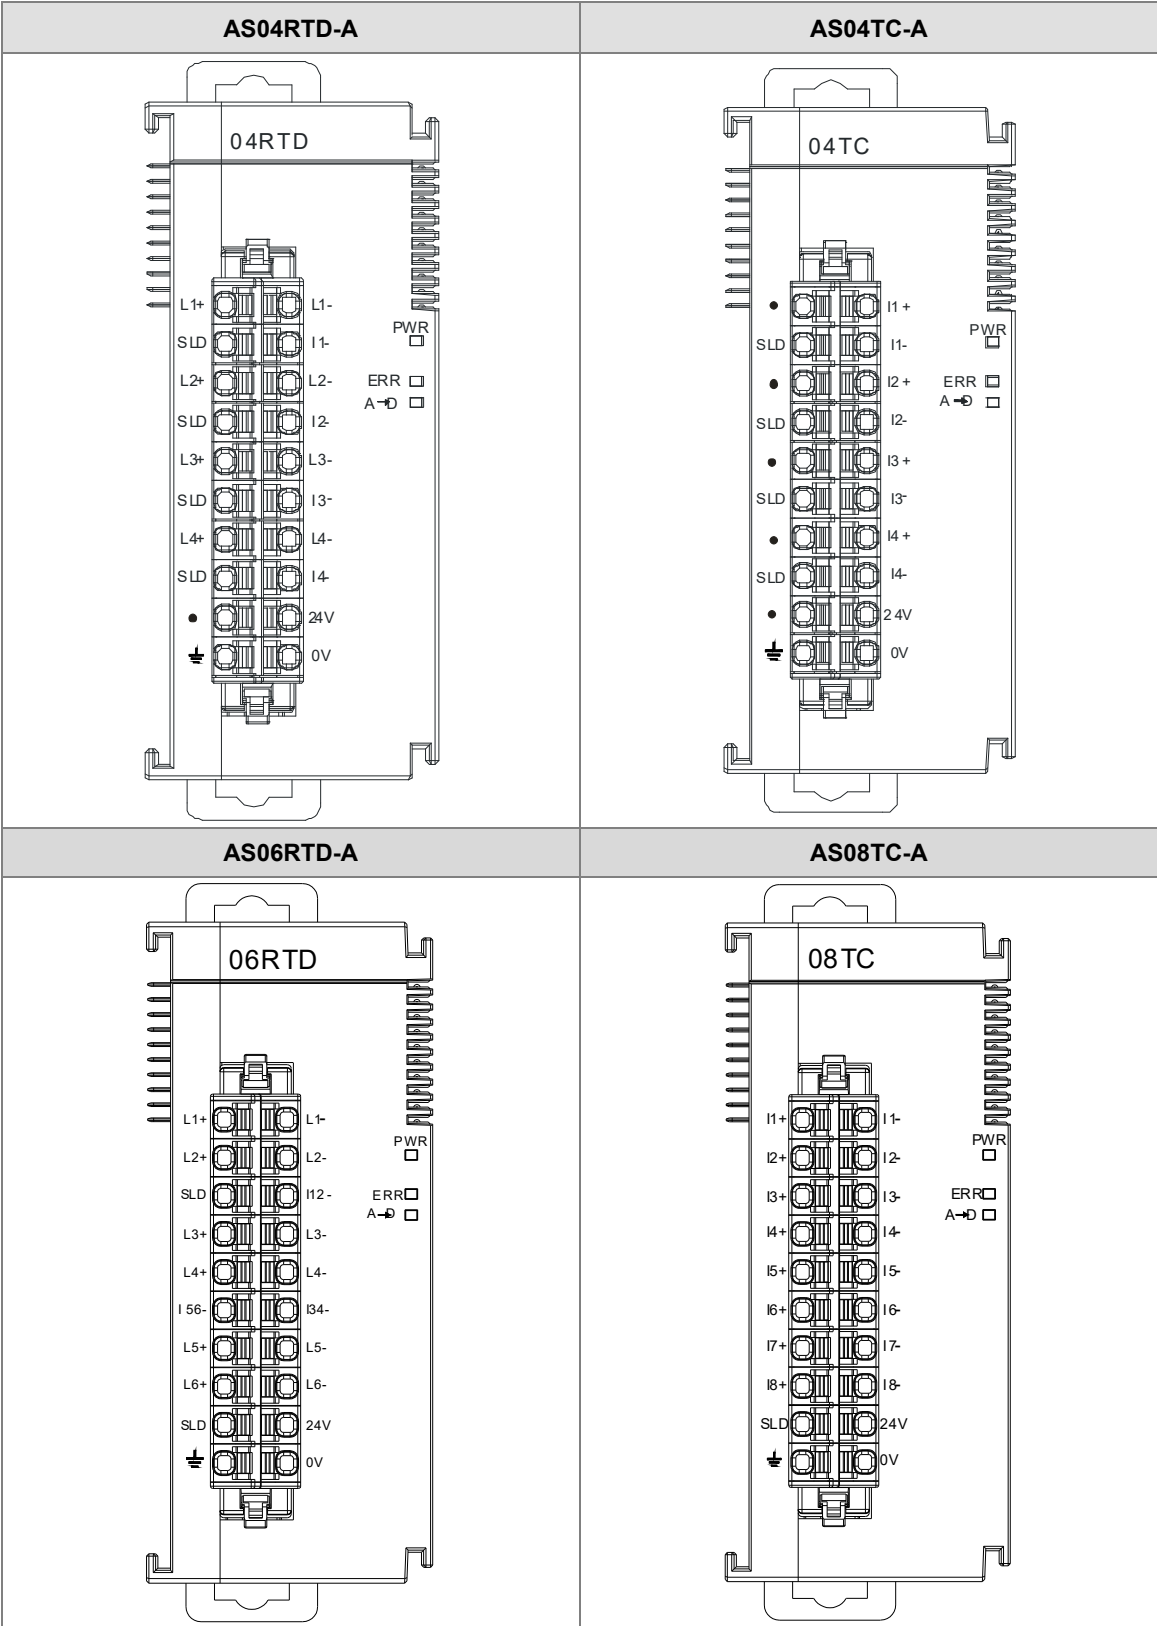 AS04RTD-A AS04TC-A
04RTD
L1+ L1-
PWR
SLD I1-
L2+ L2- ERR
A→D
SLD I2-
L3+ L3-
SLD I3-
L4+ L4-
SLD I4-
• 24V
0V
04TC
• I1+
PWR
SLD I1-
• I2+ ERR
A→D
SLD I2-
• I3+
SLD I3-
• I4+
SLD I4-
• 24V
0V
AS06RTD-A AS08TC-A
06RTD
L1+ L1-
PWR
L2+ L2-
SLD I12- ERR
A→D
L3+ L3-
L4+ L4-
I56- I34-
L5+ L5-
L6+ L6-
SLD 24V
0V
08TC
I1+ I1-
PWR
I2+ I2-
I3+ I3- ERR
A→D
I4+ I4-
I5+ I5-
I6+ I6-
I7+ I7-
I8+ I8-
SLD 24V
0V